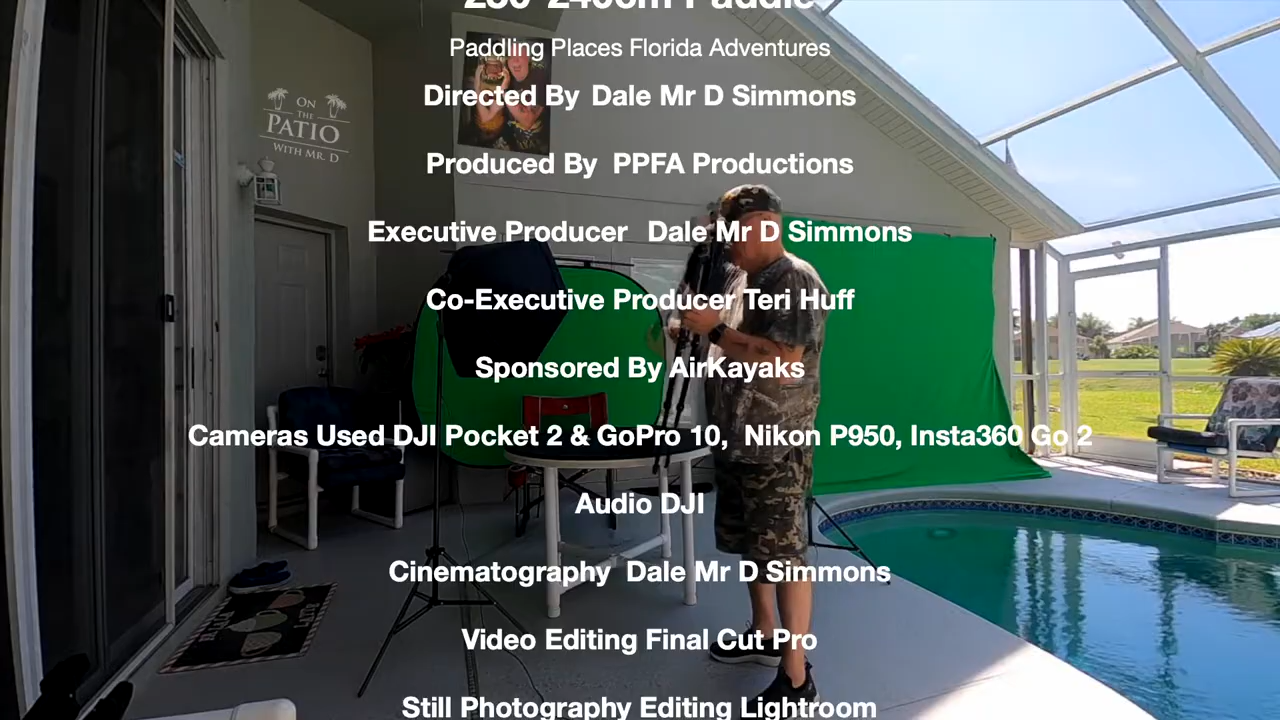 230-240cm Paddle
Paddling Places Florida Adventures
Directed By Dale Mr D Simmons
ON
THE
PATIO
WITH MR. D
Produced By PPFA Productions
Executive Producer Dale Mr D Simmons
Co-Executive Producer Teri Huff
Sponsored By AirKayaks
Cameras Used DJI Pocket 2 & GoPro 10, Nikon P950, Insta360 Go 2
Audio DJI
Cinematography Dale Mr D Simmons
Video Editing Final Cut Pro
Still Photography Editing Lightroom